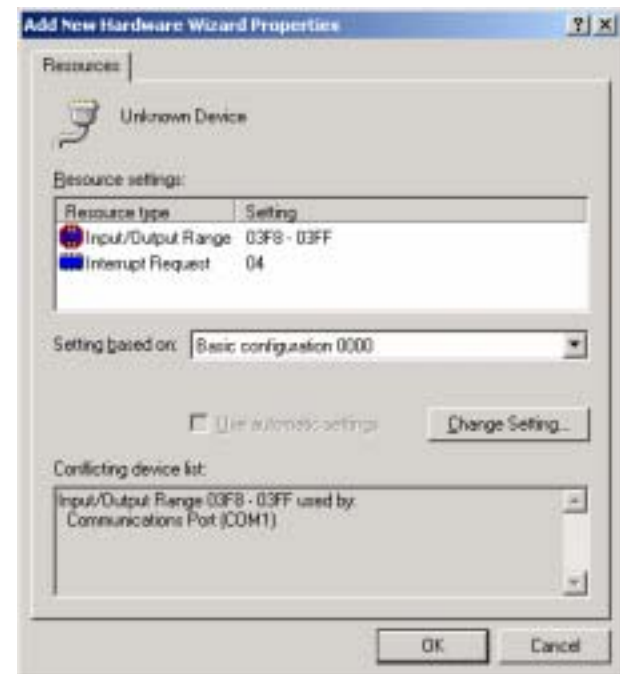 Add New Hardware Wizard Properties
Resources
Unknown Device
Resource settings:
Resource type Setting
Input/Output Range 03F8 - 03FF
Interrupt Request 04
Setting based on: Basic configuration 0000
Use automatic settings Change Setting...
Conflicting device list:
Input/Output Range 03F8 - 03FF used by:
Communications Port (COM1)
OK Cancel